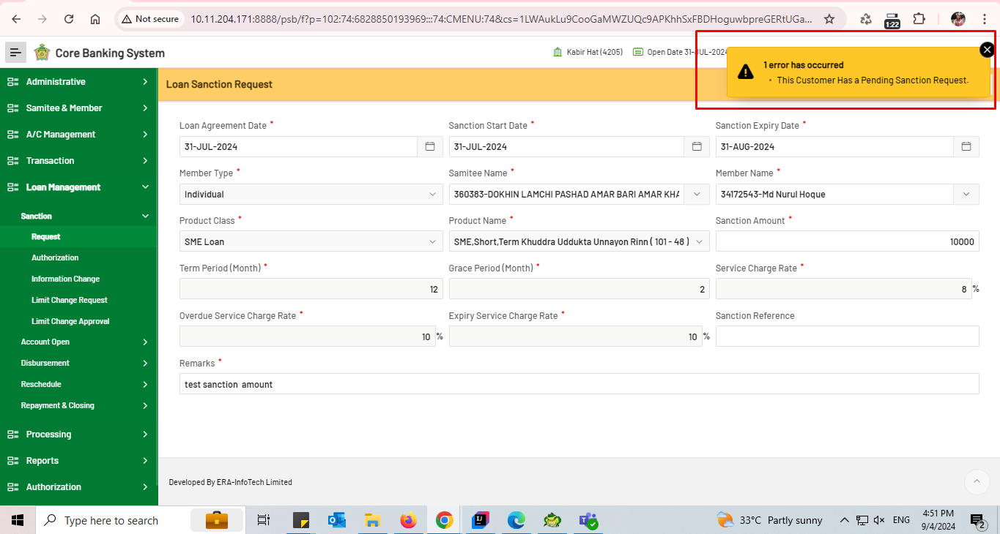 Not secure
10.11.204.171:8888/psb/f?p=102:74:6828850193969:::74:CMENU:74&cs=1LWAukLu9CooGaMWZUQc9APKhhSxFBDHoguwbpreGERtUGa...
1:22
Core Banking System
Kabir Hat (4205)
Open Date 31-JUL-2024
1 error has occurred
• This Customer Has a Pending Sanction Request.
Administrative
Samitee & Member
A/C Management
Transaction
Loan Management
Sanction
Request
Authorization
Information Change
Limit Change Request
Limit Change Approval
Account Open
Disbursement
Reschedule
Repayment & Closing
Processing
Reports
Authorization
Loan Sanction Request
Loan Agreement Date *
Sanction Start Date *
Sanction Expiry Date *
31-JUL-2024
31-JUL-2024
31-AUG-2024
Member Type *
Samitee Name *
Member Name *
Individual
360383-DOKHIN LAMCHI PASHAD AMAR BARI AMAR KHA
34172543-Md Nurul Hoque
Product Class *
Product Name *
Sanction Amount *
SME Loan
SME,Short,Term Khuddra Uddukta Unnayon Rinn ( 101 - 48 )
10000
Term Period (Month) *
Grace Period (Month) *
Service Charge Rate *
12
2
8 %
Overdue Service Charge Rate *
Expiry Service Charge Rate *
Sanction Reference
10 %
10 %
Remarks *
test sanction amount
Developed By ERA-InfoTech Limited
Type here to search
33°C Partly sunny
ENG
4:51 PM
9/4/2024
2